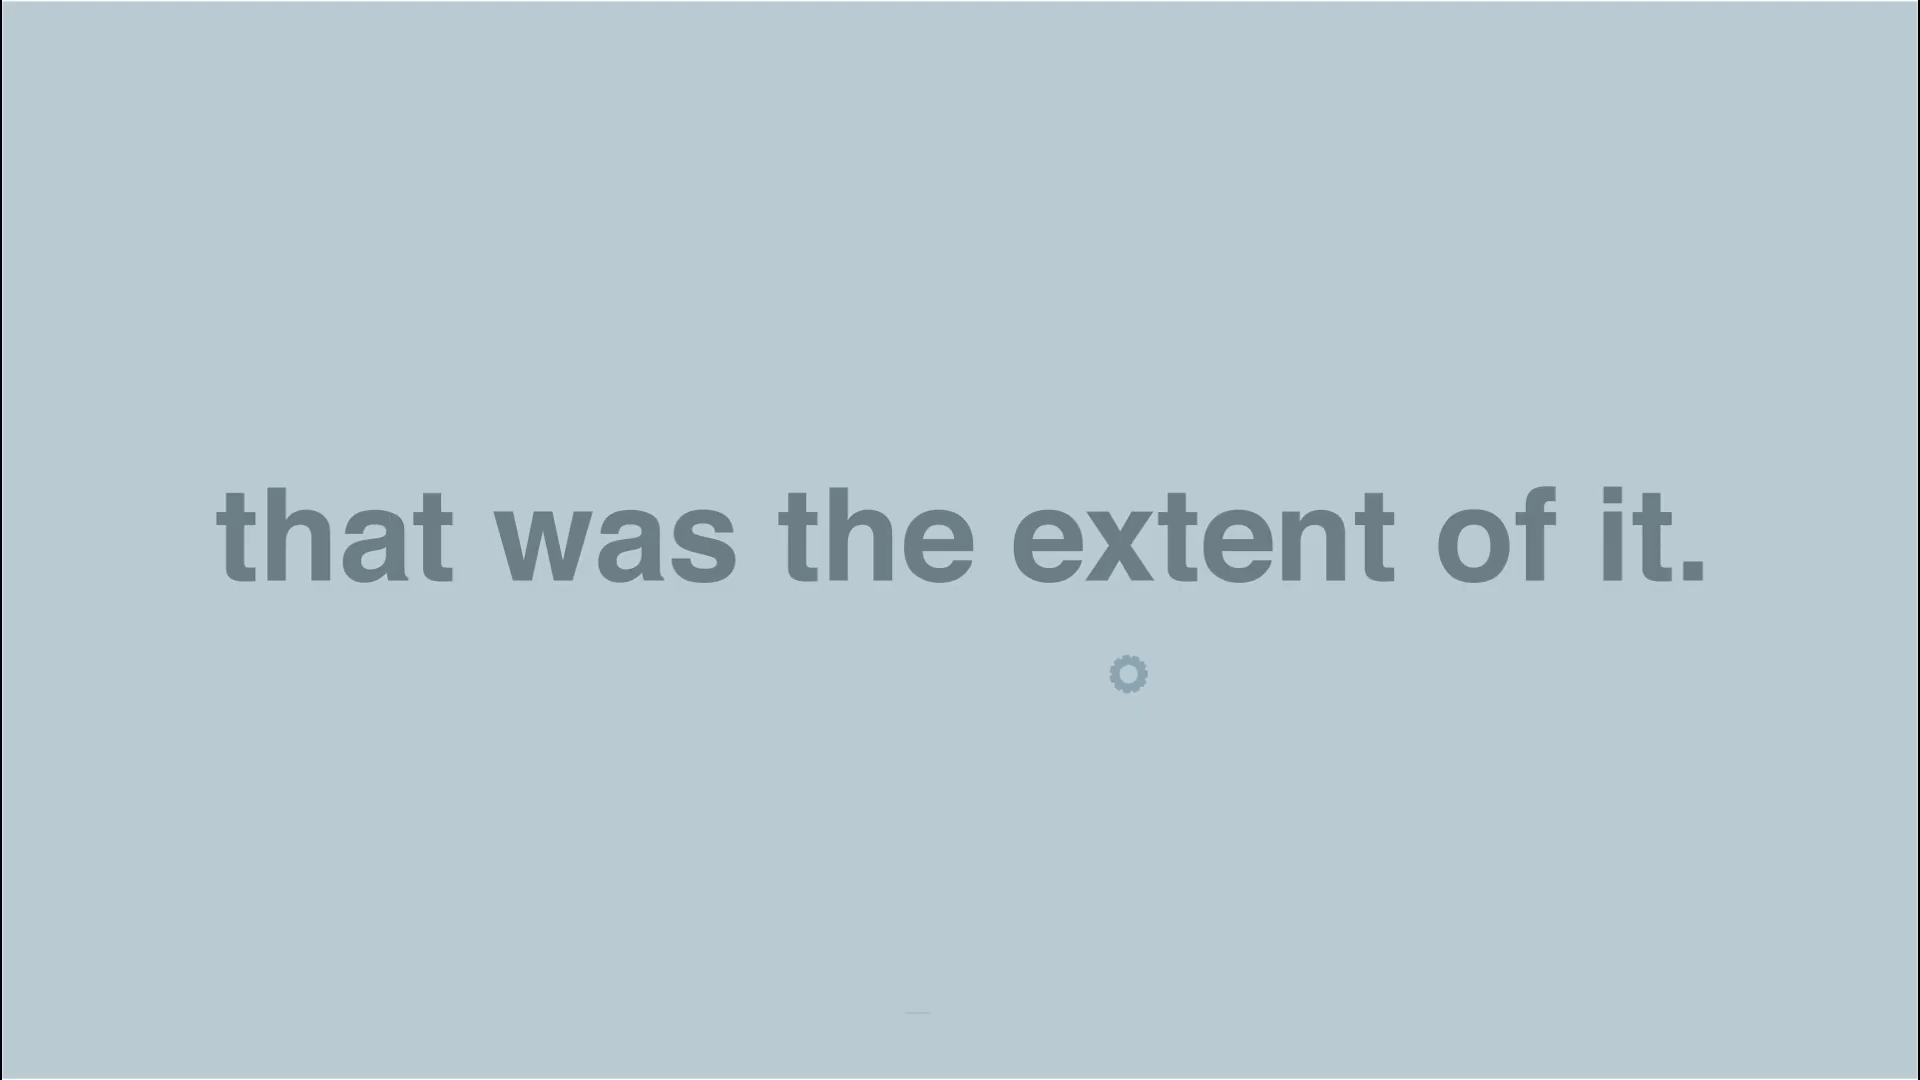 that was the extent of it.